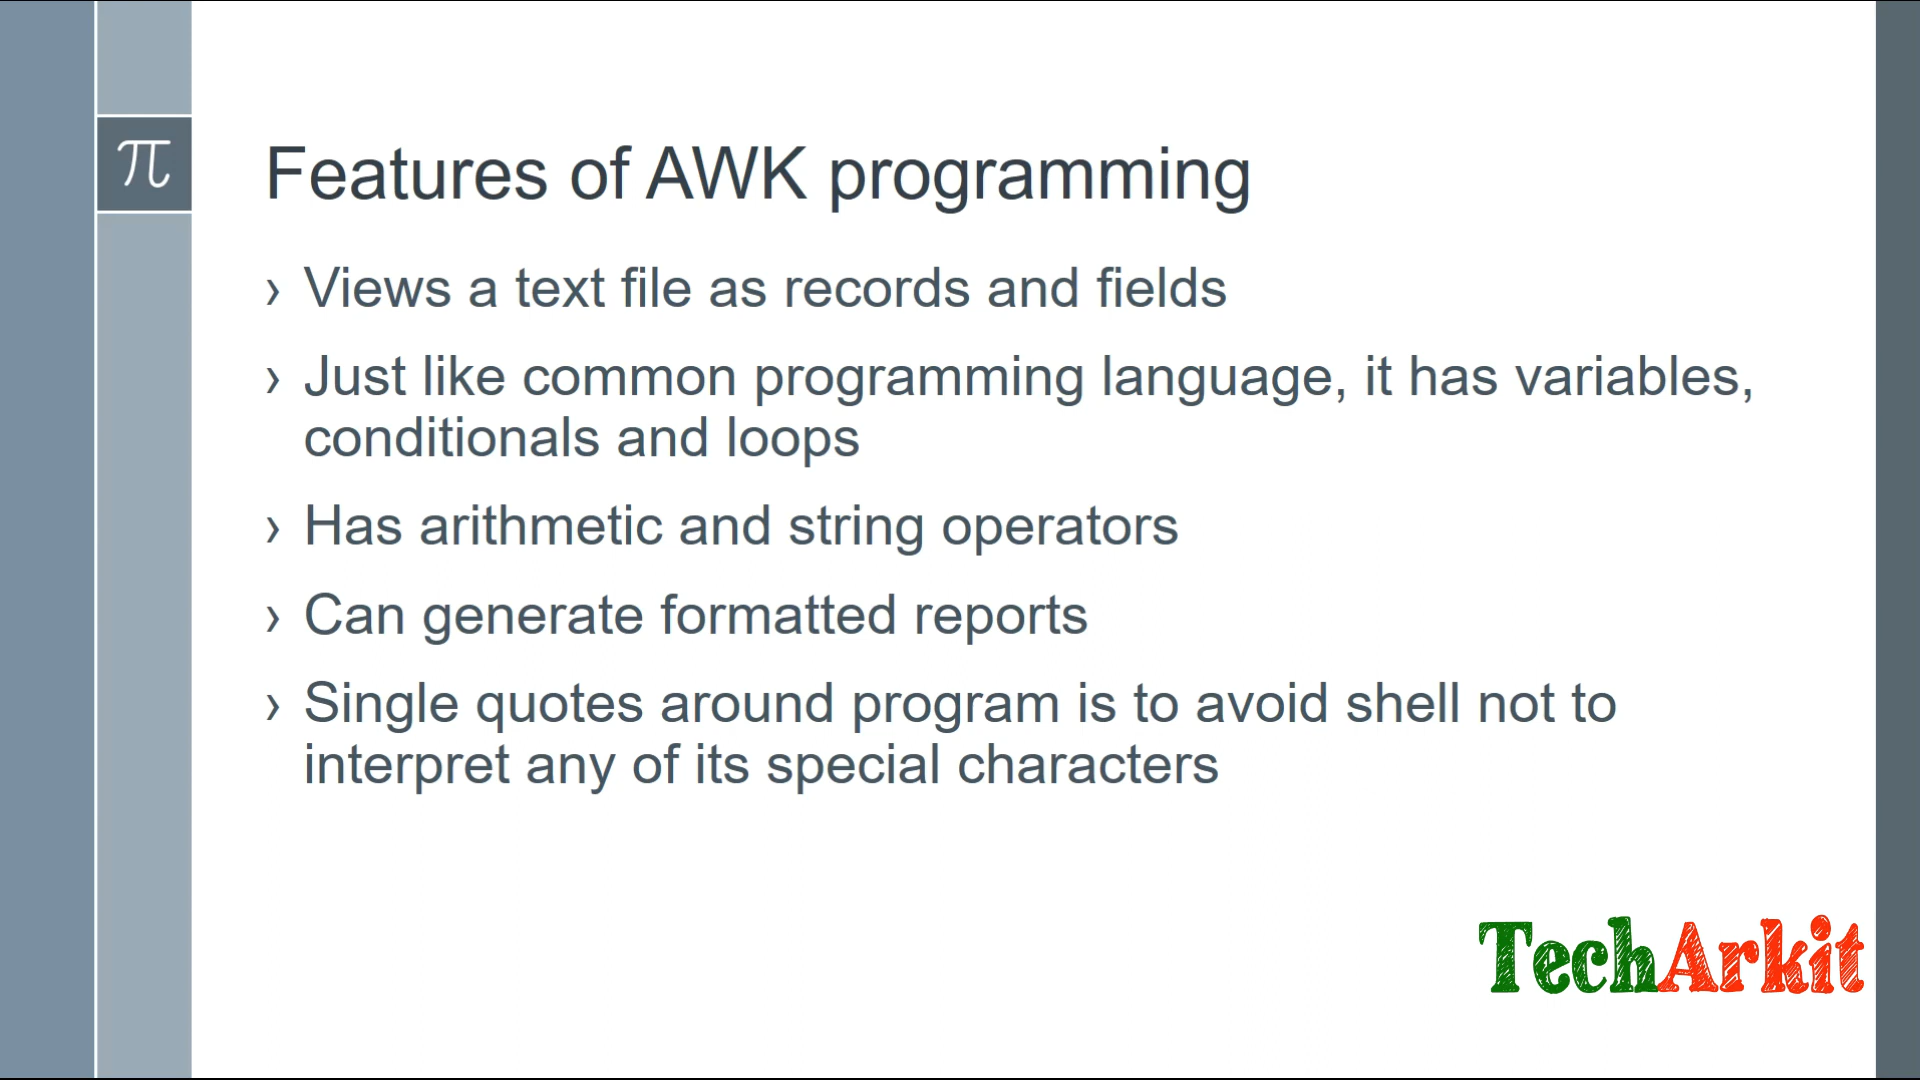 π
Features of AWK programming
› Views a text file as records and fields
› Just like common programming language, it has variables,
conditionals and loops
› Has arithmetic and string operators
› Can generate formatted reports
› Single quotes around program is to avoid shell not to
interpret any of its special characters
TechArkit